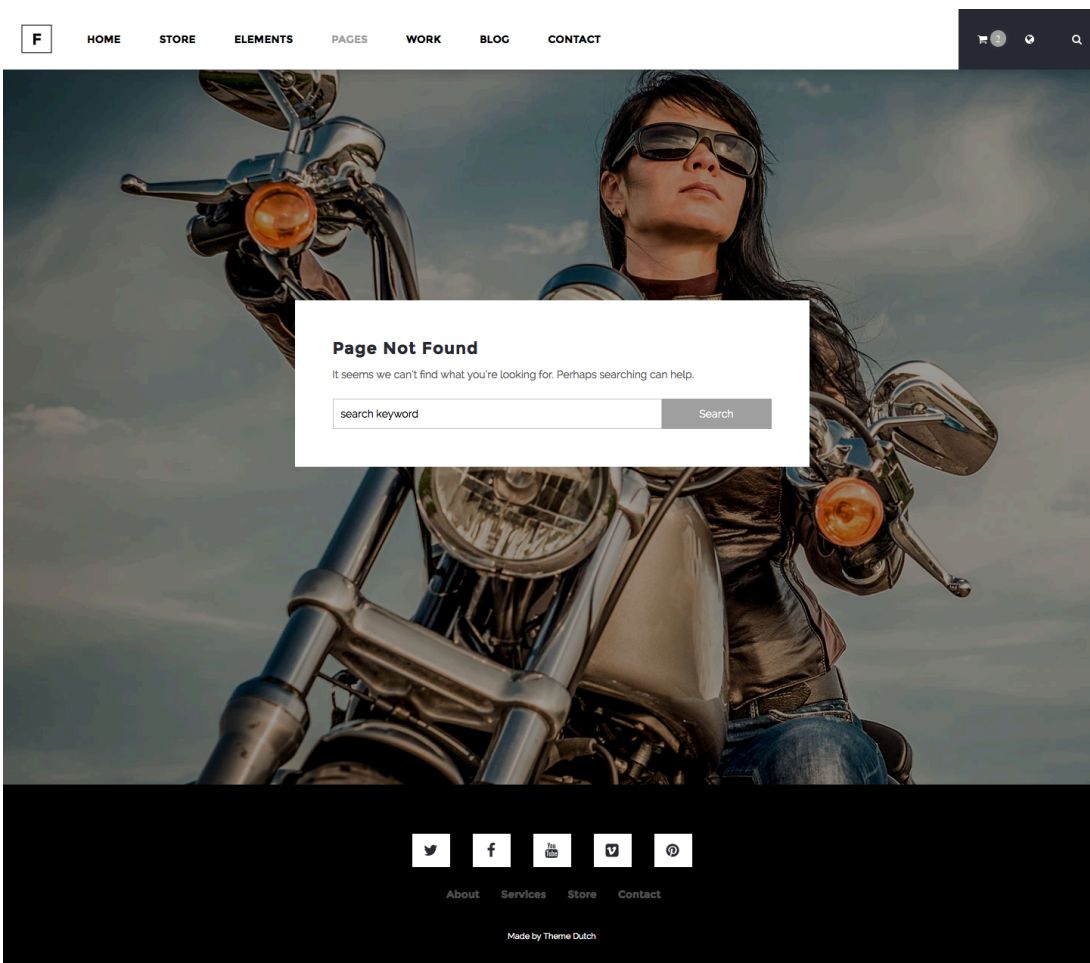 F HOME STORE ELEMENTS PAGES WORK BLOG CONTACT 2
Page Not Found
It seems we can't find what you're looking for. Perhaps searching can help.
search keyword Search
You Tube
About Services Store Contact
Made by Theme Dutch